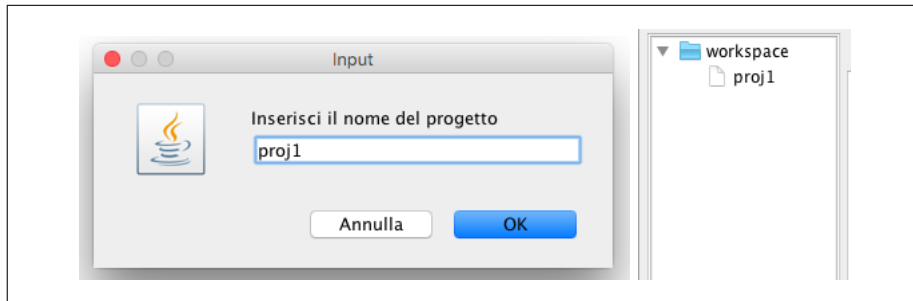 Input
Inserisci il nome del progetto
proj1
Annulla
OK
workspace
proj1